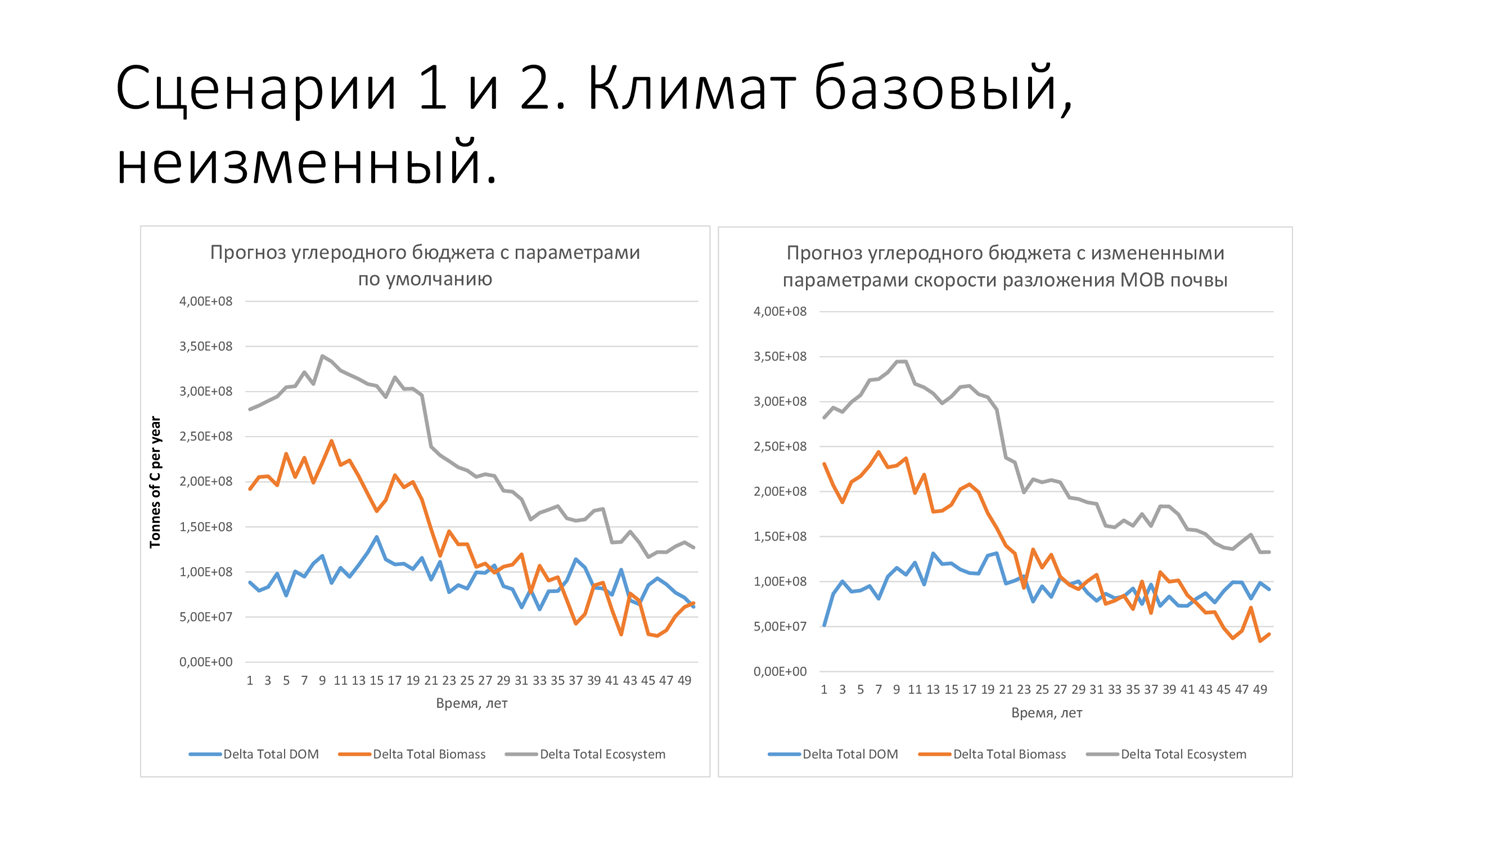 Сценарии 1 и 2. Климат базовый,
неизменный.
Прогноз углеродного бюджета с параметрами
по умолчанию
4,00E+08
3,50E+08
3,00E+08
2,50E+08
2,00E+08
1,50E+08
1,00E+08
5,00E+07
0,00E+00
Tonnes of C per year
1 3 5 7 9 11 13 15 17 19 21 23 25 27 29 31 33 35 37 39 41 43 45 47 49
Время, лет
Delta Total DOM Delta Total Biomass Delta Total Ecosystem
Прогноз углеродного бюджета с измененными
параметрами скорости разложения МОВ почвы
4,00E+08
3,50E+08
3,00E+08
2,50E+08
2,00E+08
1,50E+08
1,00E+08
5,00E+07
0,00E+00
1 3 5 7 9 11 13 15 17 19 21 23 25 27 29 31 33 35 37 39 41 43 45 47 49
Время, лет
Delta Total DOM Delta Total Biomass Delta Total Ecosystem